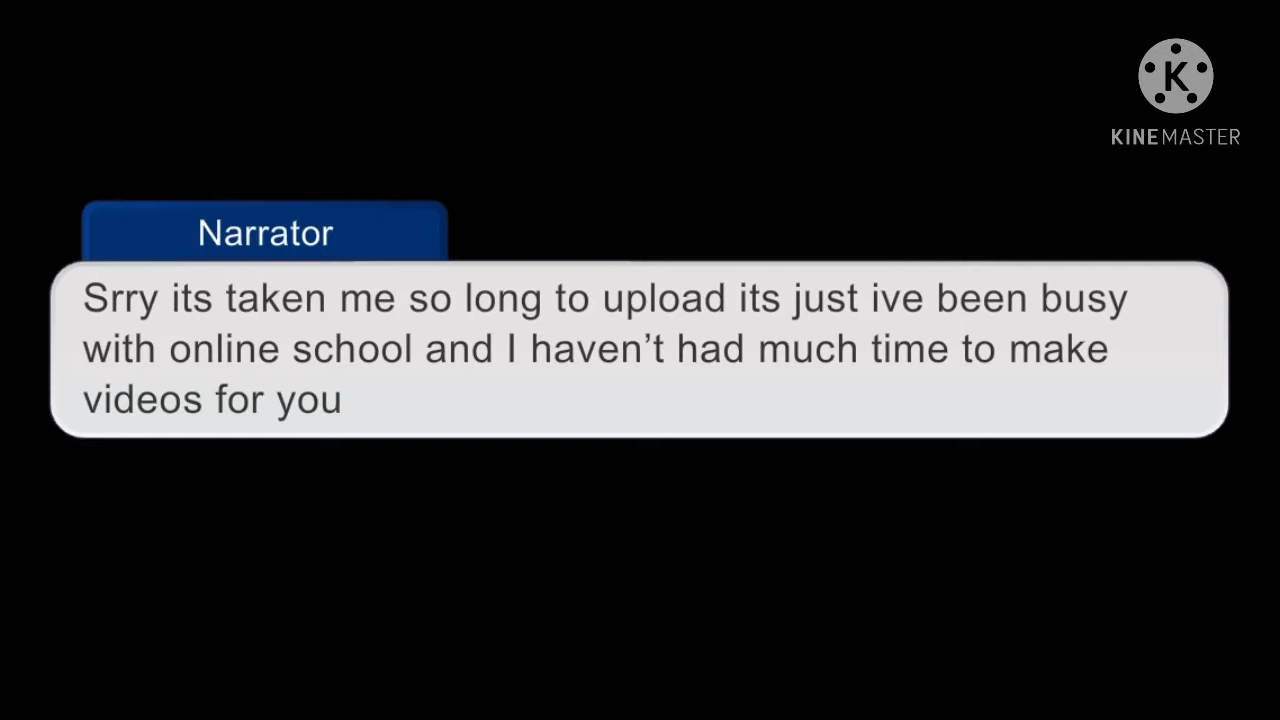 K
KINEMASTER
Narrator
Srry its taken me so long to upload its just ive been busy
with online school and I haven’t had much time to make
videos for you